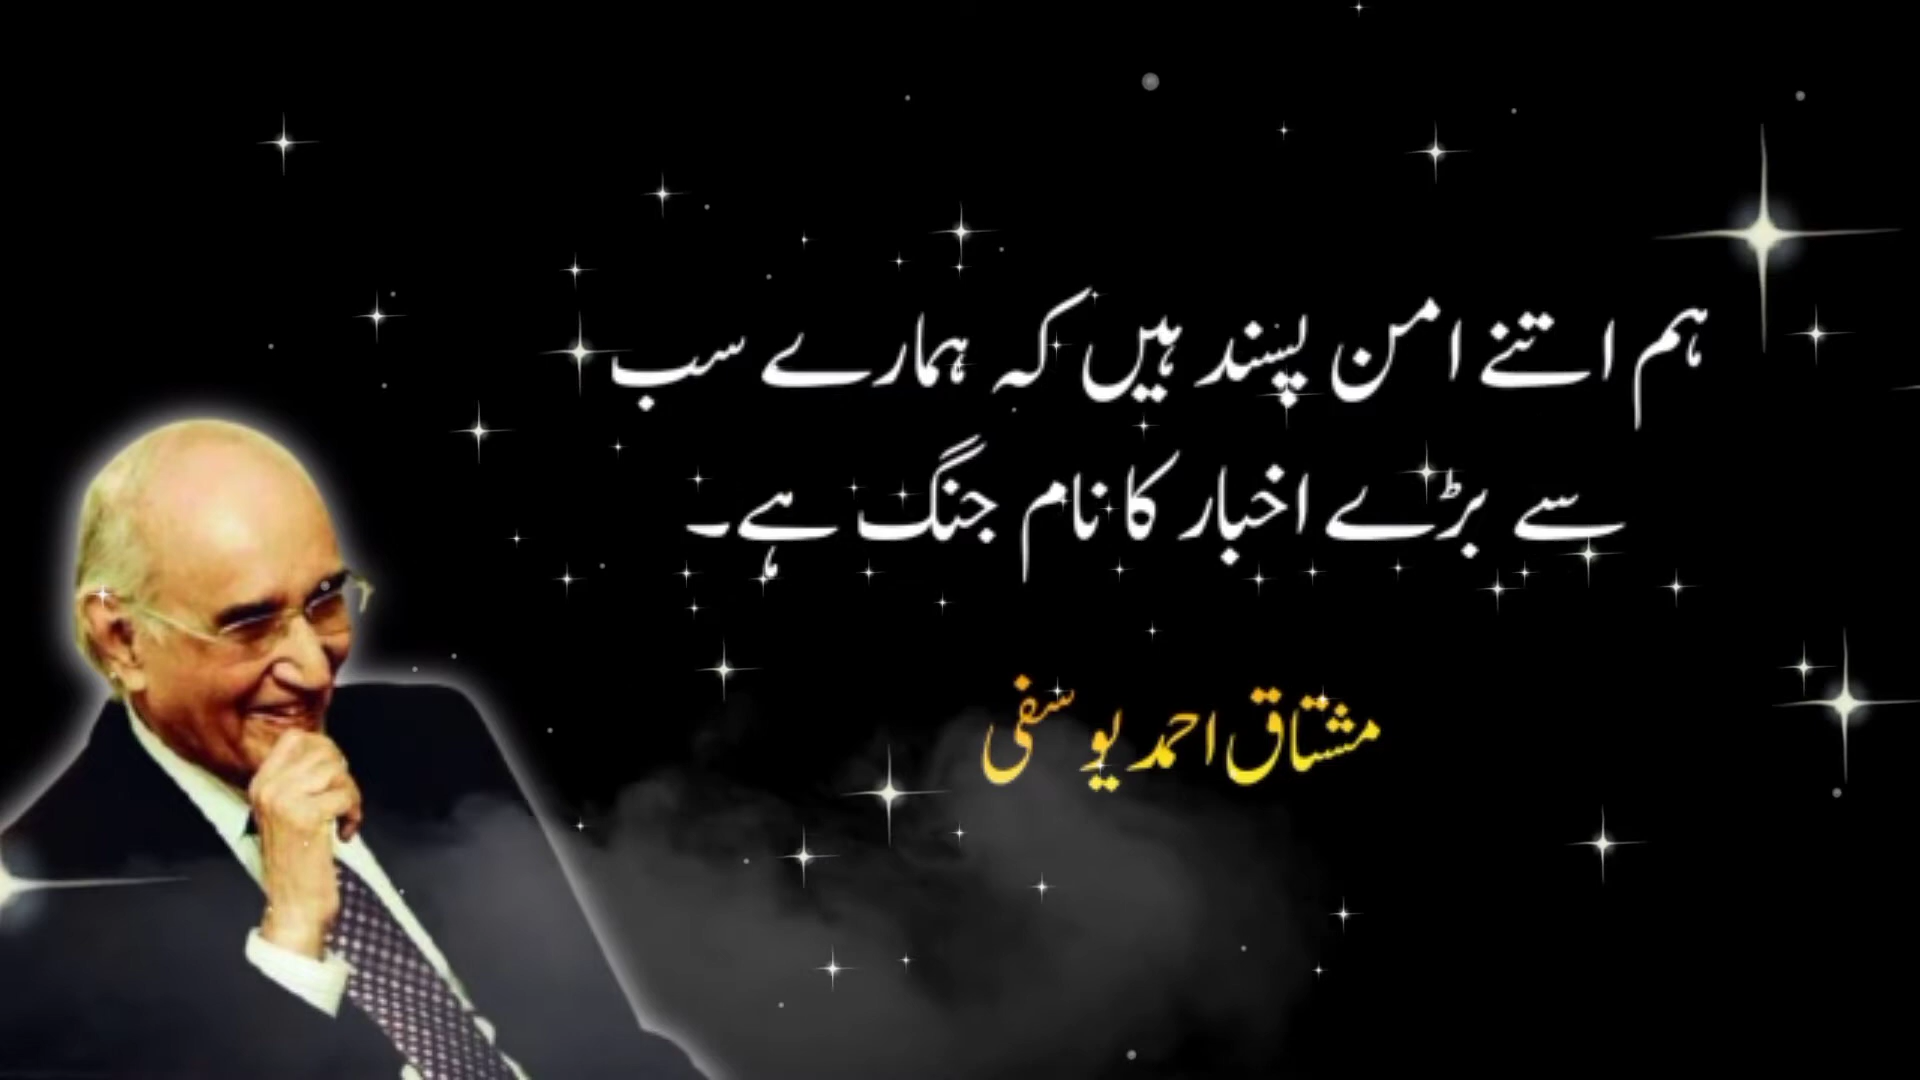 ہم اتنے امن پسند ہیں کہ ہمارے سب
سے بڑے اخبار کا نام جنگ ہے۔
مشتاق احمد یوسفی